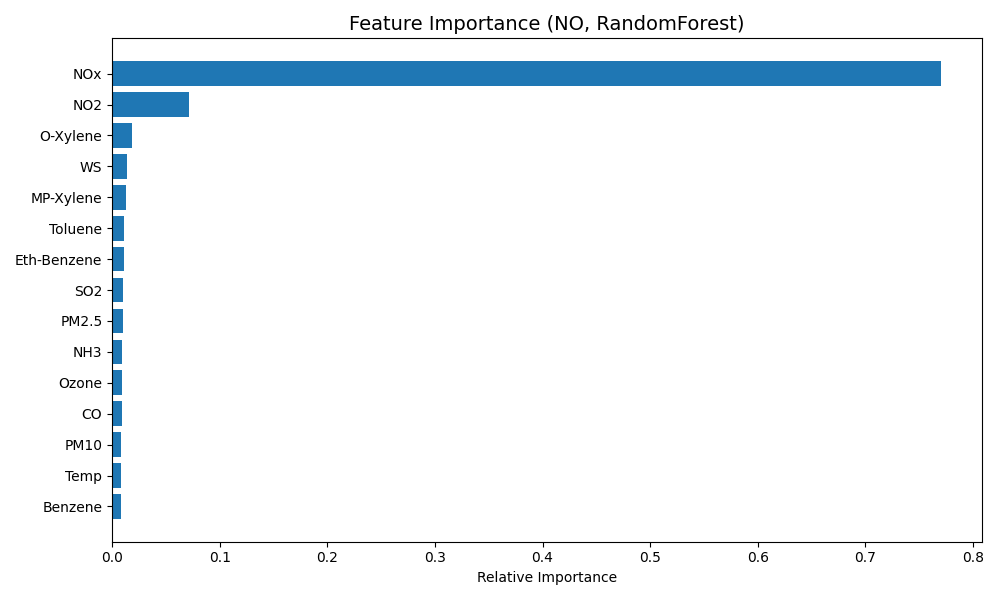 Feature Importance (NO, RandomForest)
NOx
NO2
O-Xylene
WS
MP-Xylene
Toluene
Eth-Benzene
SO2
PM2.5
NH3
Ozone
CO
PM10
Temp
Benzene
0.0 0.1 0.2 0.3 0.4 0.5 0.6 0.7 0.8
Relative Importance